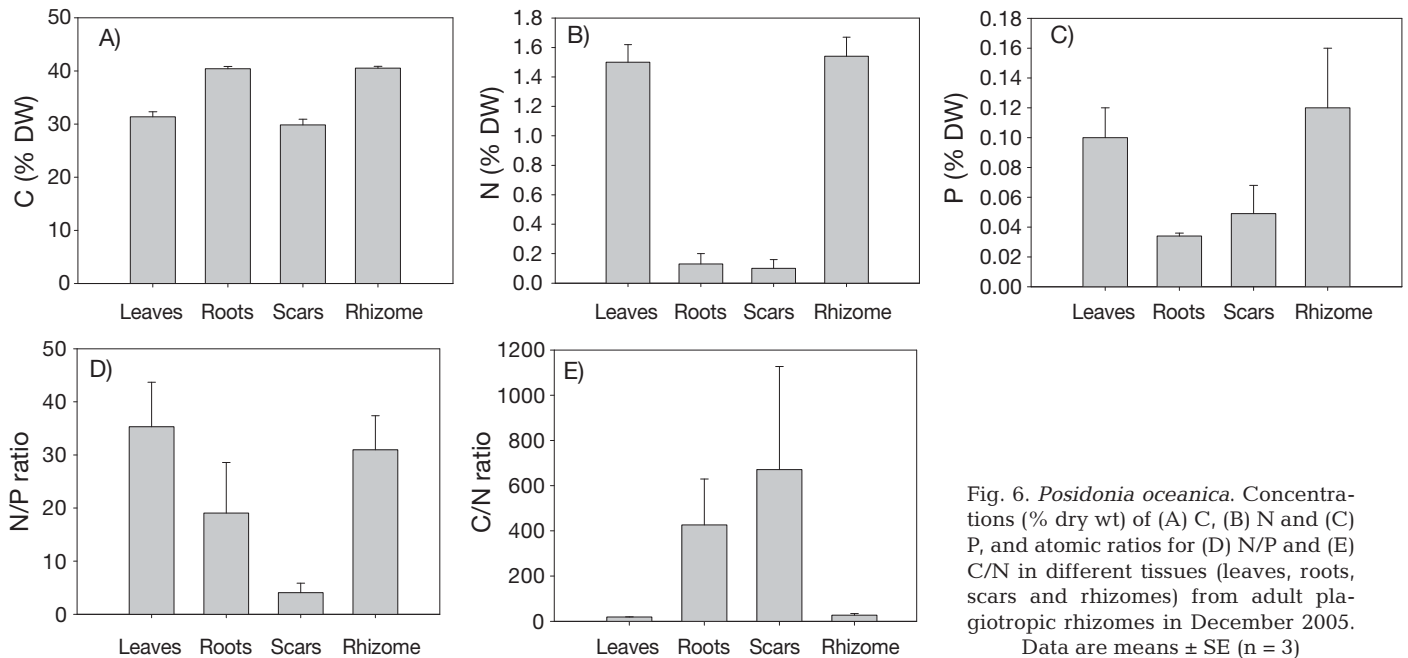 A)
C (% DW)
50
40
30
20
10
0
Leaves Roots Scars Rhizome
B)
N (% DW)
1.8
1.6
1.4
1.2
1.0
0.8
0.6
0.4
0.2
0.0
Leaves Roots Scars Rhizome
C)
P (% DW)
0.18
0.16
0.14
0.12
0.10
0.08
0.06
0.04
0.02
0.00
Leaves Roots Scars Rhizome
D)
N/P ratio
50
40
30
20
10
0
Leaves Roots Scars Rhizome
E)
C/N ratio
1200
1000
800
600
400
200
0
Leaves Roots Scars Rhizome
Fig. 6. Posidonia oceanica. Concentra-
tions (% dry wt) of (A) C, (B) N and (C)
P, and atomic ratios for (D) N/P and (E)
C/N in different tissues (leaves, roots,
scars and rhizomes) from adult pla-
giotropic rhizomes in December 2005.
Data are means ± SE (n = 3)